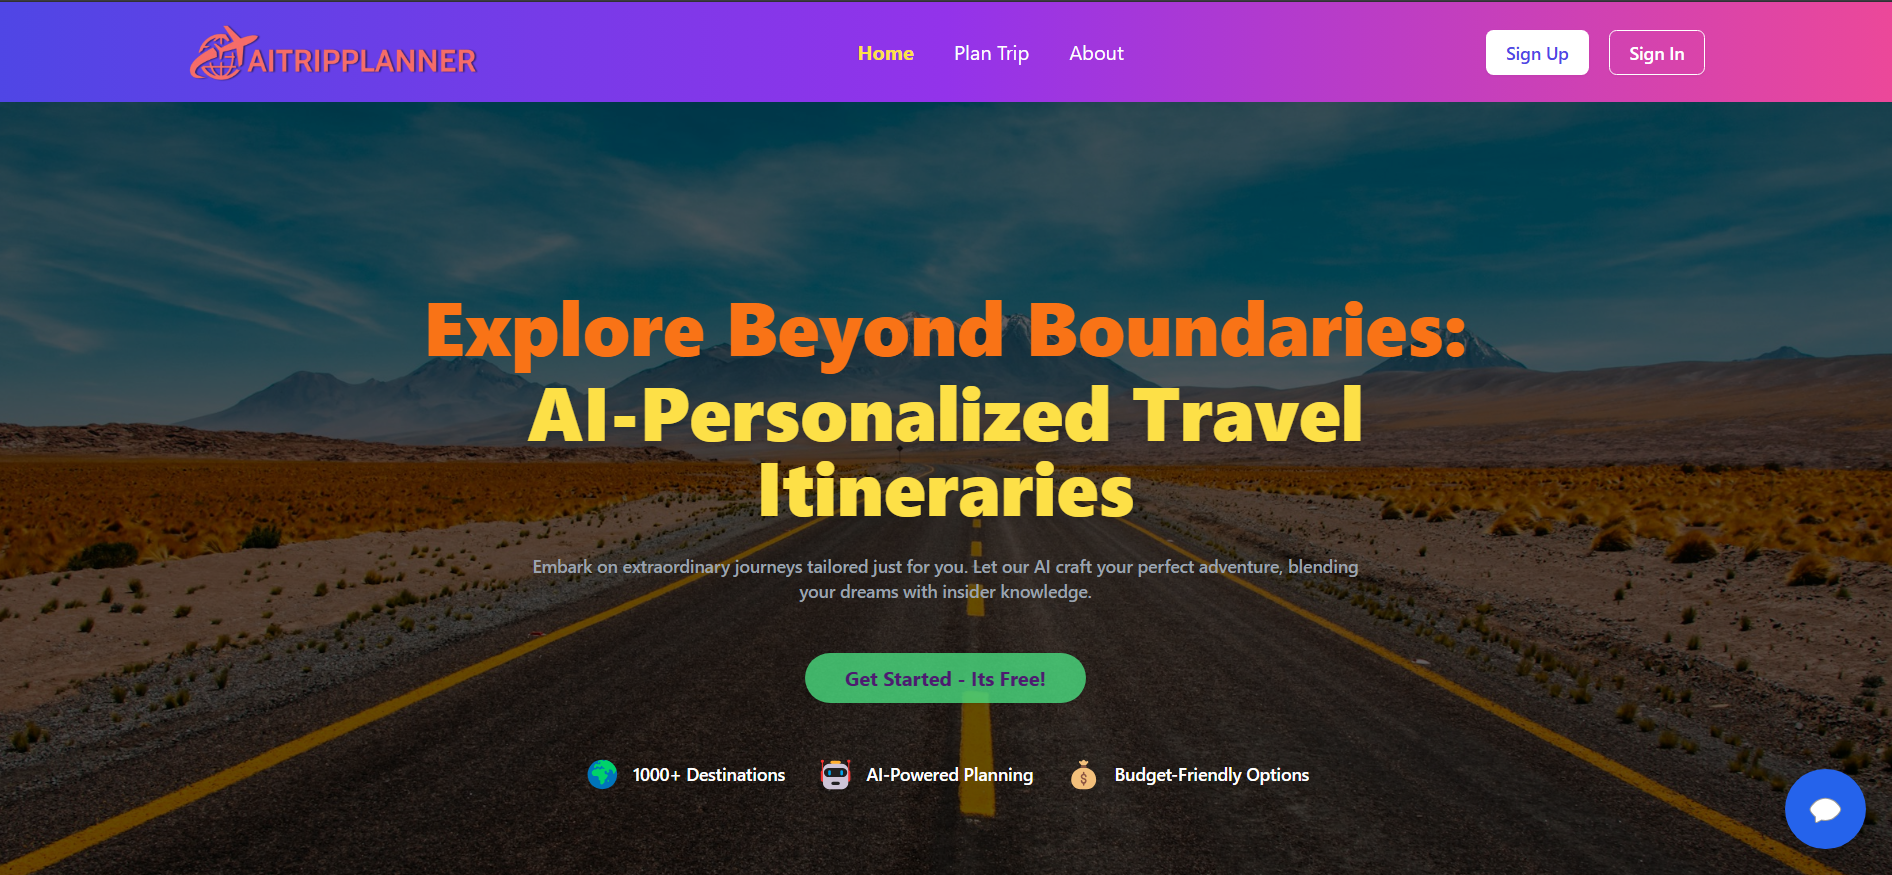 AITRIPPLANNER
Home Plan Trip About
Sign Up Sign In
Explore Beyond Boundaries:
AI-Personalized Travel
Itineraries
Embark on extraordinary journeys tailored just for you. Let our AI craft your perfect adventure, blending
your dreams with insider knowledge.
Get Started - Its Free!
1000+ Destinations AI-Powered Planning Budget-Friendly Options